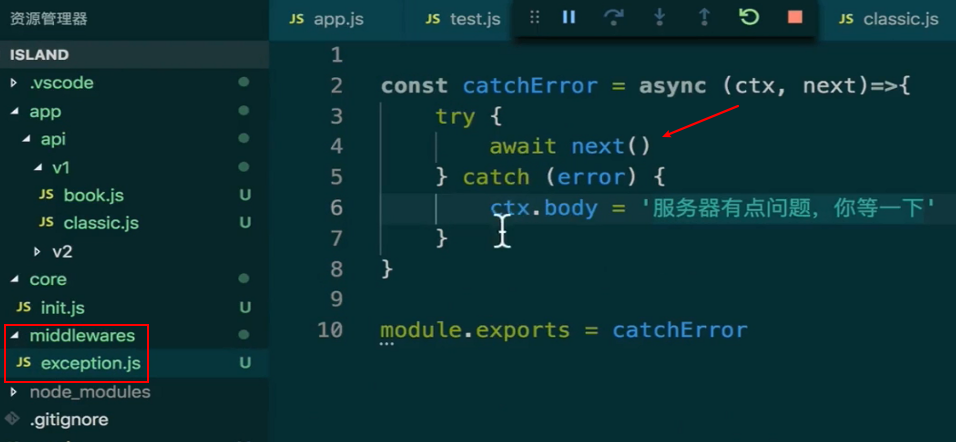 资源管理器
JS app.js
JS test.js
JS classic.js
ISLAND
.vscode
app
api
v1
JS book.js U
JS classic.js U
v2
core
JS init.js U
middlewares
JS exception.js U
node_modules
.gitignore
1
2 const catchError = async (ctx, next)=>{
3 try {
4 await next()
5 } catch (error) {
6 ctx.body = '服务器有点问题，你等一下'
7 }
8 }
9
10 module.exports = catchError